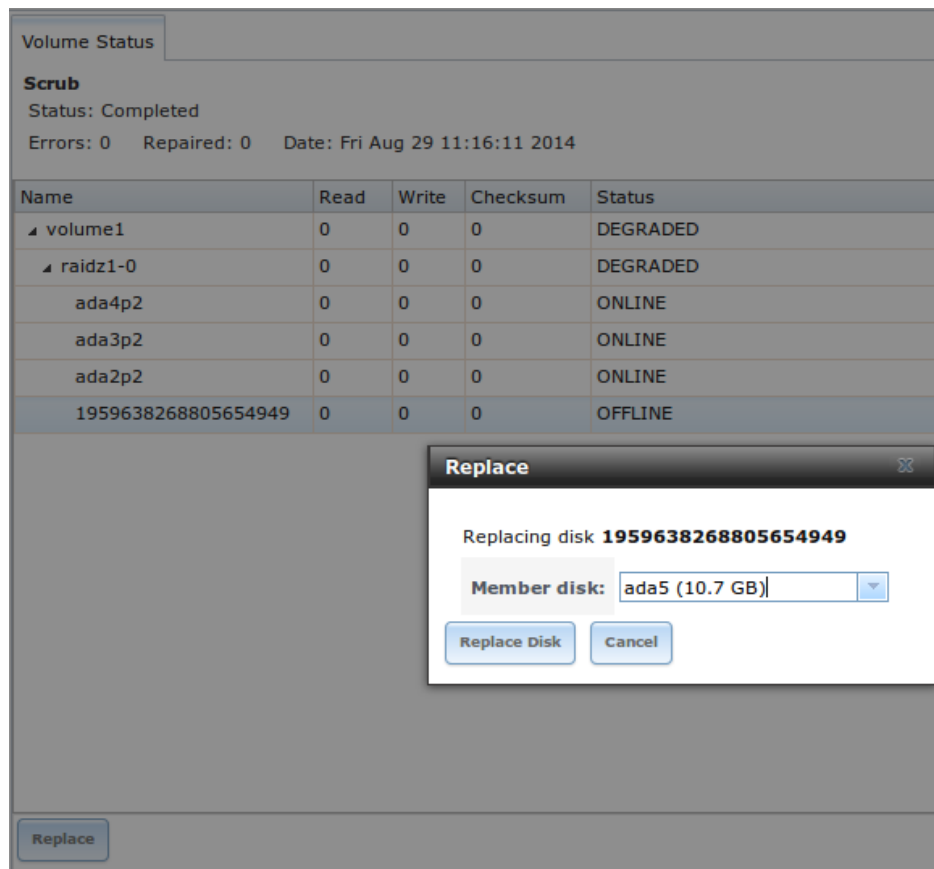 Volume Status
Scrub
Status: Completed
Errors: 0 Repaired: 0 Date: Fri Aug 29 11:16:11 2014
Name Read Write Checksum Status
volume1 0 0 0 DEGRADED
raidz1-0 0 0 0 DEGRADED
ada4p2 0 0 0 ONLINE
ada3p2 0 0 0 ONLINE
ada2p2 0 0 0 ONLINE
1959638268805654949 0 0 0 OFFLINE
Replace
Replacing disk 1959638268805654949
Member disk: ada5 (10.7 GB)
Replace Disk Cancel
Replace